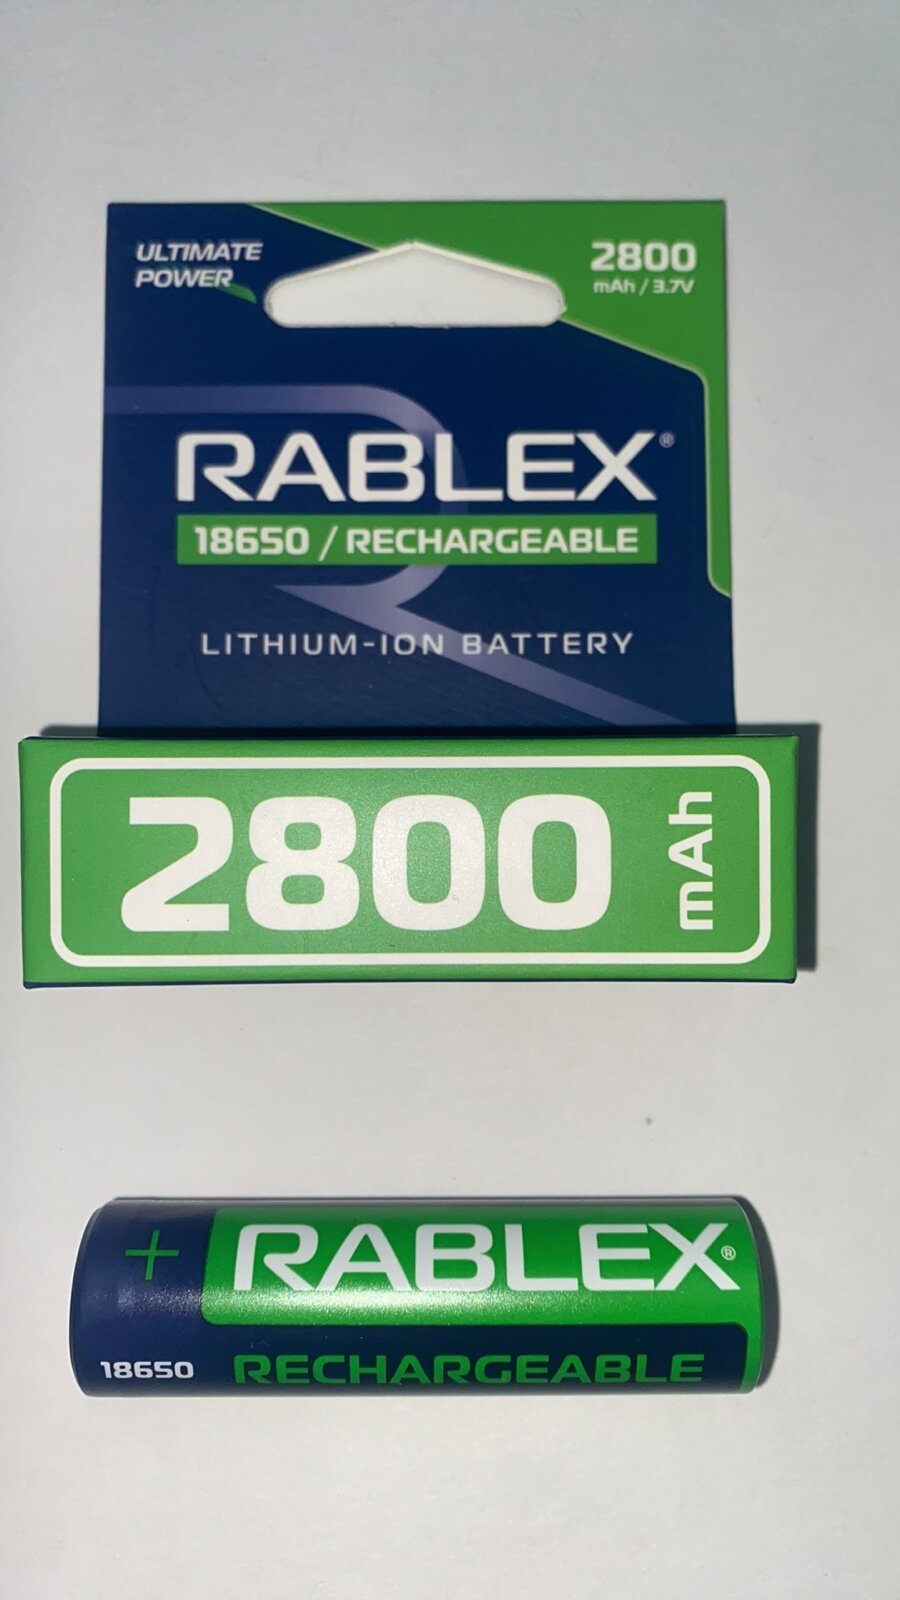 ULTIMATE
POWER
2800
mAh / 3.7V
RABLEX®
18650 / RECHARGEABLE
LITHIUM-ION BATTERY
2800 mAh
+ RABLEX®
18650 RECHARGEABLE